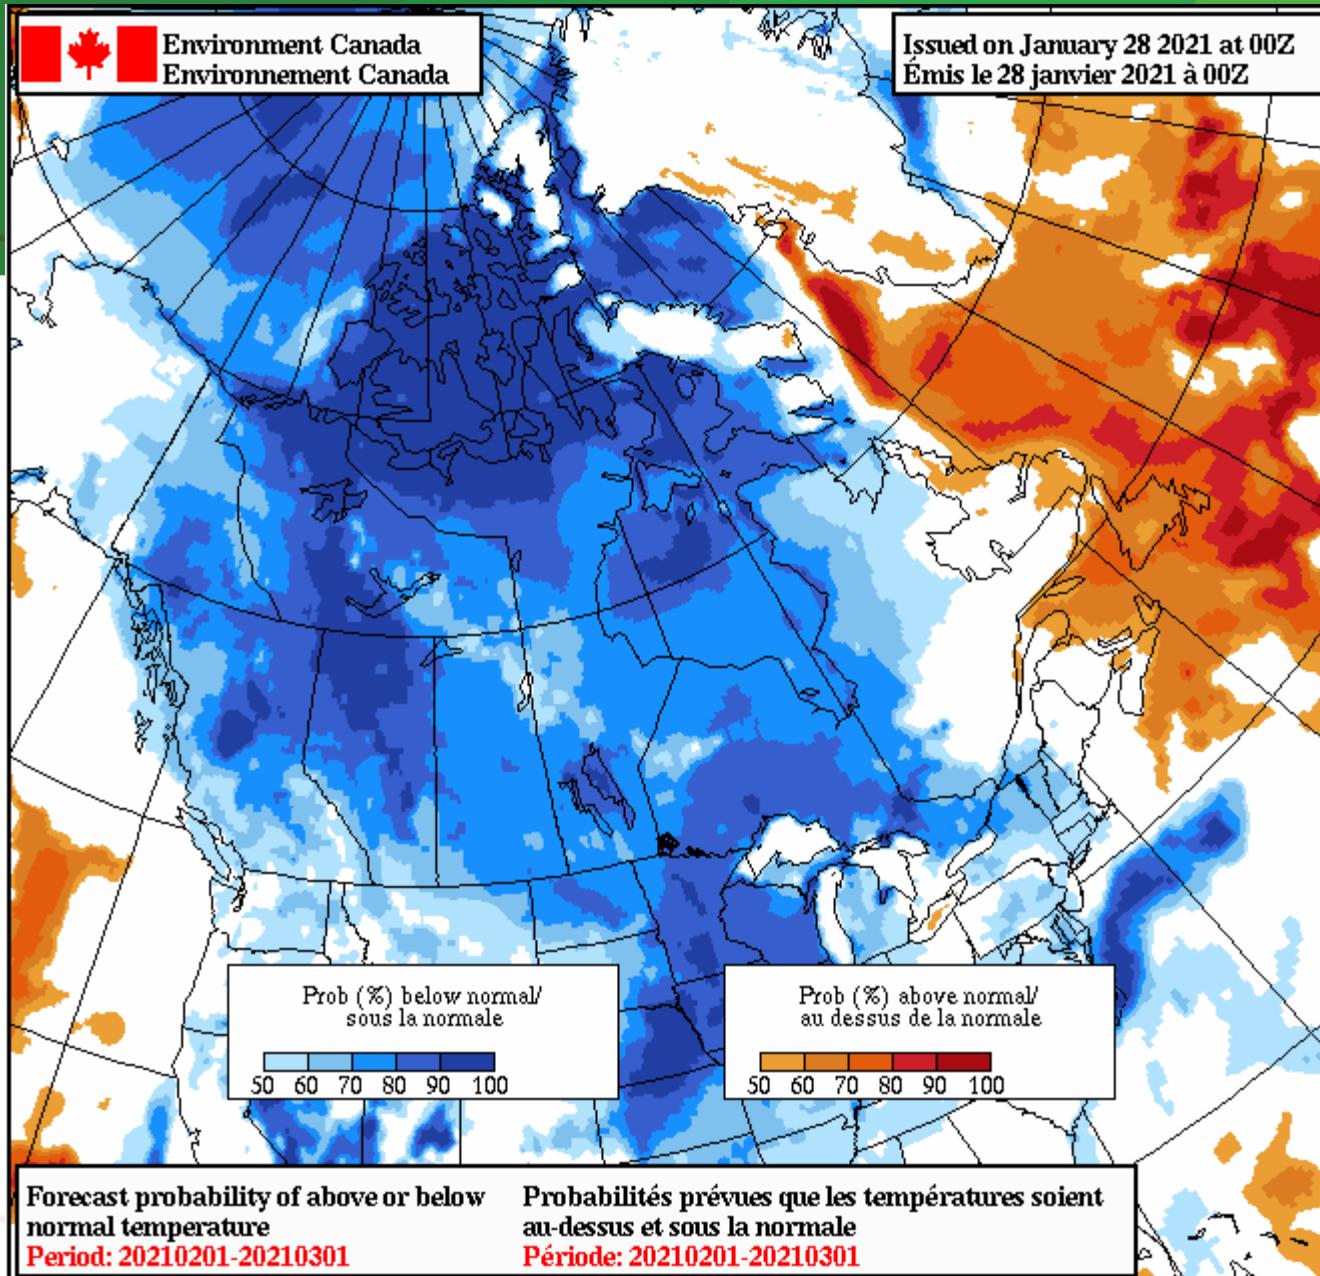 Environment Canada
Environnement Canada
Issued on January 28 2021 at 00Z
Émis le 28 janvier 2021 à 00Z
Prob (%) below normal/
sous la normale
50 60 70 80 90 100
Prob (%) above normal/
au dessus de la normale
50 60 70 80 90 100
Forecast probability of above or below
normal temperature
Period: 20210201-20210301
Probabilités prévues que les températures soient
au-dessus et sous la normale
Période: 20210201-20210301